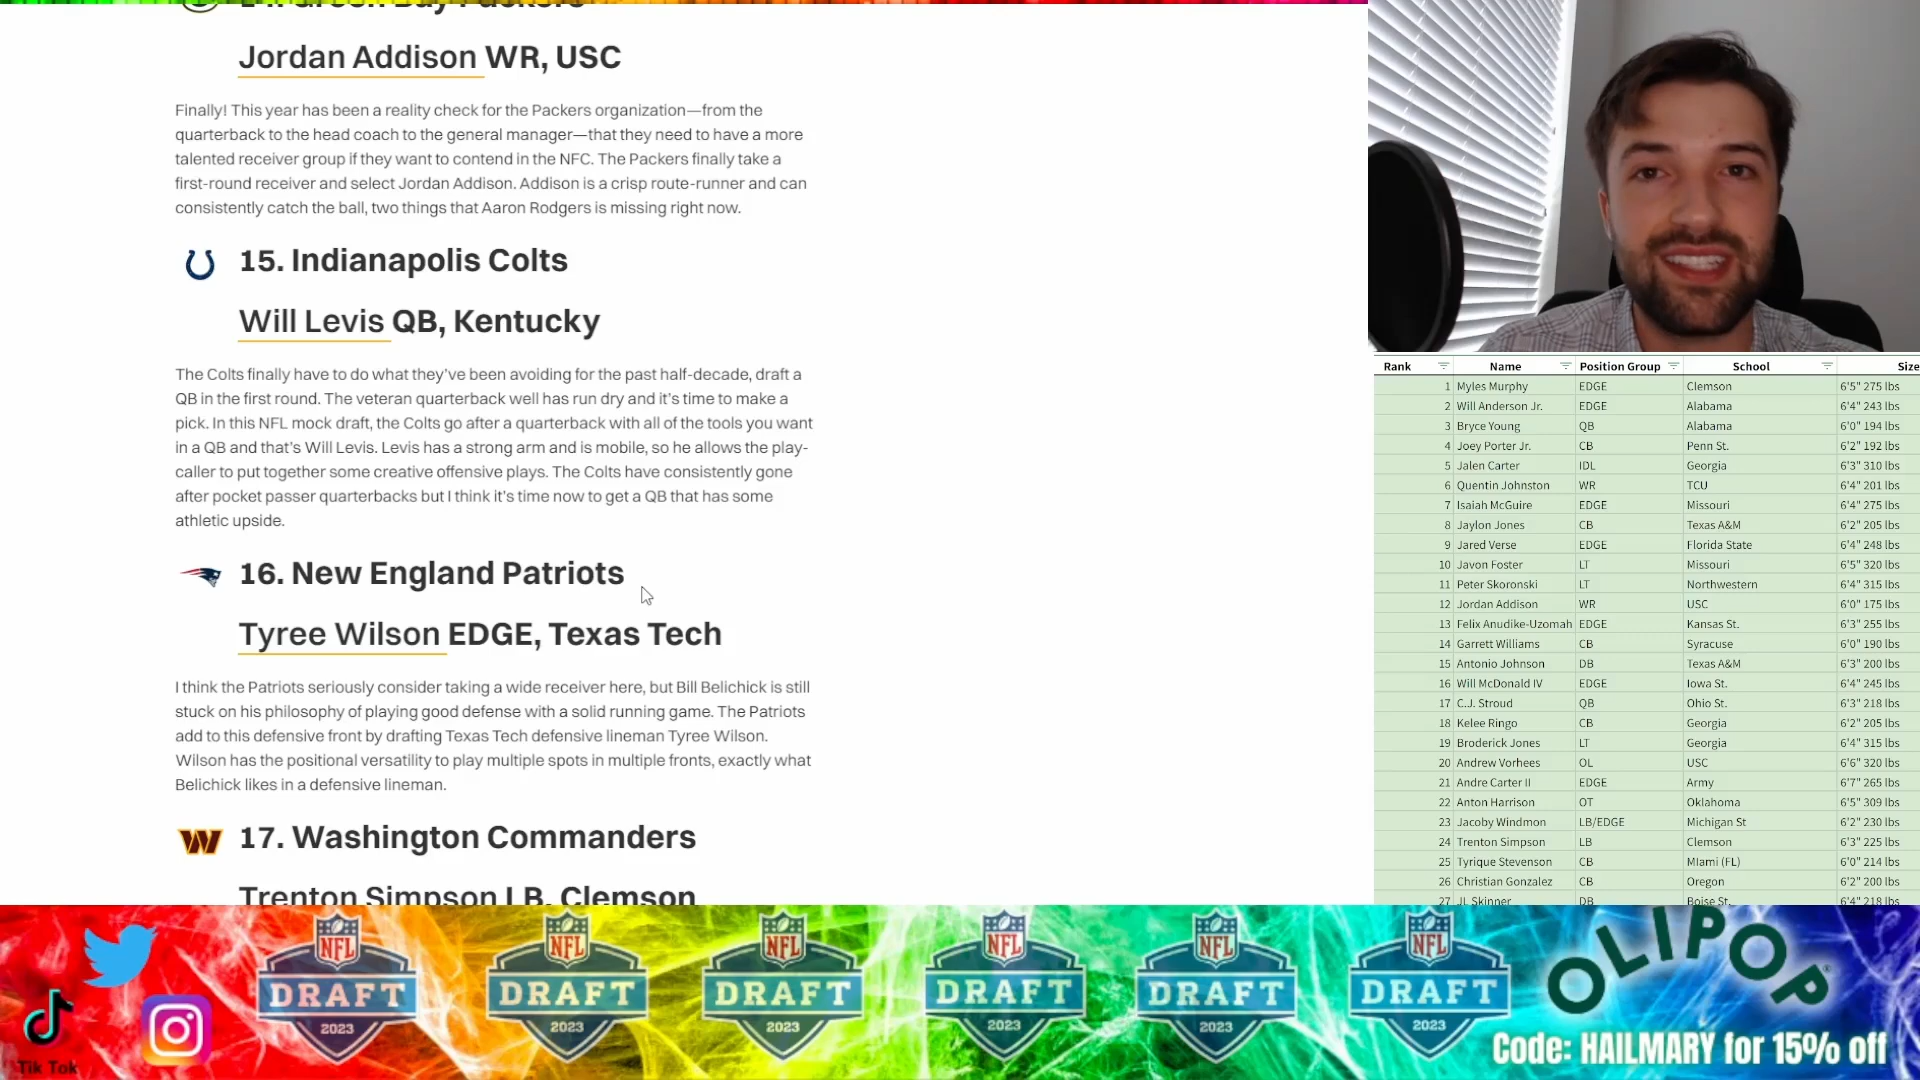 14. Green Bay Packers
Jordan Addison WR, USC
Finally! This year has been a reality check for the Packers organization—from the
quarterback to the head coach to the general manager—that they need to have a more
talented receiver group if they want to contend in the NFC. The Packers finally take a
first-round receiver and select Jordan Addison. Addison is a crisp route-runner and can
consistently catch the ball, two things that Aaron Rodgers is missing right now.
15. Indianapolis Colts
Will Levis QB, Kentucky
The Colts finally have to do what they've been avoiding for the past half-decade, draft a
QB in the first round. The veteran quarterback well has run dry and it's time to make a
pick. In this NFL mock draft, the Colts go after a quarterback with all of the tools you want
in a QB and that's Will Levis. Levis has a strong arm and is mobile, so he allows the play-
caller to put together some creative offensive plays. The Colts have consistently gone
after pocket passer quarterbacks but I think it's time now to get a QB that has some
athletic upside.
16. New England Patriots
Tyree Wilson EDGE, Texas Tech
I think the Patriots seriously consider taking a wide receiver here, but Bill Belichick is still
stuck on his philosophy of playing good defense with a solid running game. The Patriots
add to this defensive front by drafting Texas Tech defensive lineman Tyree Wilson.
Wilson has the positional versatility to play multiple spots in multiple fronts, exactly what
Belichick likes in a defensive lineman.
17. Washington Commanders
Trenton Simpson LB, Clemson
Rank Name Position Group School Size
1 Myles Murphy EDGE Clemson 6'5" 275 lbs
2 Will Anderson Jr. EDGE Alabama 6'4" 243 lbs
3 Bryce Young QB Alabama 6'0" 194 lbs
4 Joey Porter Jr. CB Penn St. 6'2" 192 lbs
5 Jalen Carter IDL Georgia 6'3" 310 lbs
6 Quentin Johnston WR TCU 6'4" 201 lbs
7 Isaiah McGuire EDGE Missouri 6'4" 275 lbs
8 Jaylon Jones CB Texas A&M 6'2" 205 lbs
9 Jared Verse EDGE Florida State 6'4" 248 lbs
10 Javon Foster LT Missouri 6'5" 320 lbs
11 Peter Skoronski LT Northwestern 6'4" 315 lbs
12 Jordan Addison WR USC 6'0" 175 lbs
13 Felix Anudike-Uzomah EDGE Kansas St. 6'3" 255 lbs
14 Garrett Williams CB Syracuse 6'0" 190 lbs
15 Antonio Johnson DB Texas A&M 6'3" 200 lbs
16 Will McDonald IV EDGE Iowa St. 6'4" 245 lbs
17 C.J. Stroud QB Ohio St. 6'3" 218 lbs
18 Kelee Ringo CB Georgia 6'2" 205 lbs
19 Broderick Jones LT Georgia 6'4" 315 lbs
20 Andrew Vorhees OL USC 6'6" 320 lbs
21 Andre Carter II EDGE Army 6'7" 265 lbs
22 Anton Harrison OT Oklahoma 6'5" 309 lbs
23 Jacoby Windmon LB/EDGE Michigan St 6'2" 230 lbs
24 Trenton Simpson LB Clemson 6'3" 225 lbs
25 Tyrique Stevenson CB MIami (FL) 6'0" 214 lbs
26 Christian Gonzalez CB Oregon 6'2" 200 lbs
27 JL Skinner DB Boise St. 6'4" 218 lbs
Tik Tok
NFL DRAFT 2023
NFL DRAFT 2023
NFL DRAFT 2023
NFL DRAFT 2023
NFL DRAFT 2023
NFL DRAFT 2023
OLIPOP
Code: HAILMARY for 15% off